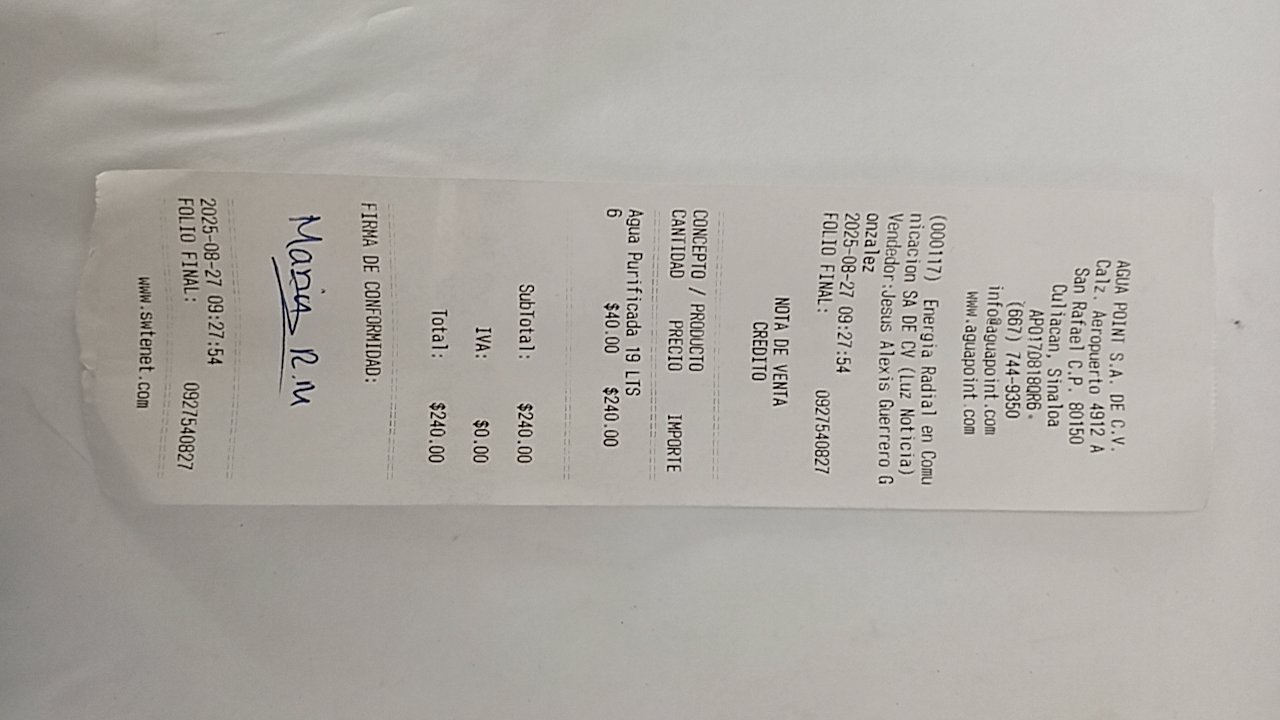 AGUA POINT S.A. DE C.V.
Calz. Aeropuerto 4912 A
San Rafael C.P. 80150
Culiacan, Sinaloa
APO170818QR6
(667) 744-9350
info@aguapoint.com
www.aguapoint.com
(000117) Energia Radial en Comu
nicacion SA DE CV (Luz Noticia)
Vendedor:Jesus Alexis Guerrero G
onzalez
2025-08-27 09:27:54
FOLIO FINAL: 0927540827
NOTA DE VENTA
CREDITO
CONCEPTO / PRODUCTO
CANTIDAD PRECIO IMPORTE
Agua Purificada 19 LTS
6 $40.00 $240.00
SubTotal: $240.00
IVA: $0.00
Total: $240.00
FIRMA DE CONFORMIDAD:
Maria R.M
2025-08-27 09:27:54
FOLIO FINAL: 0927540827
www.swtenet.com